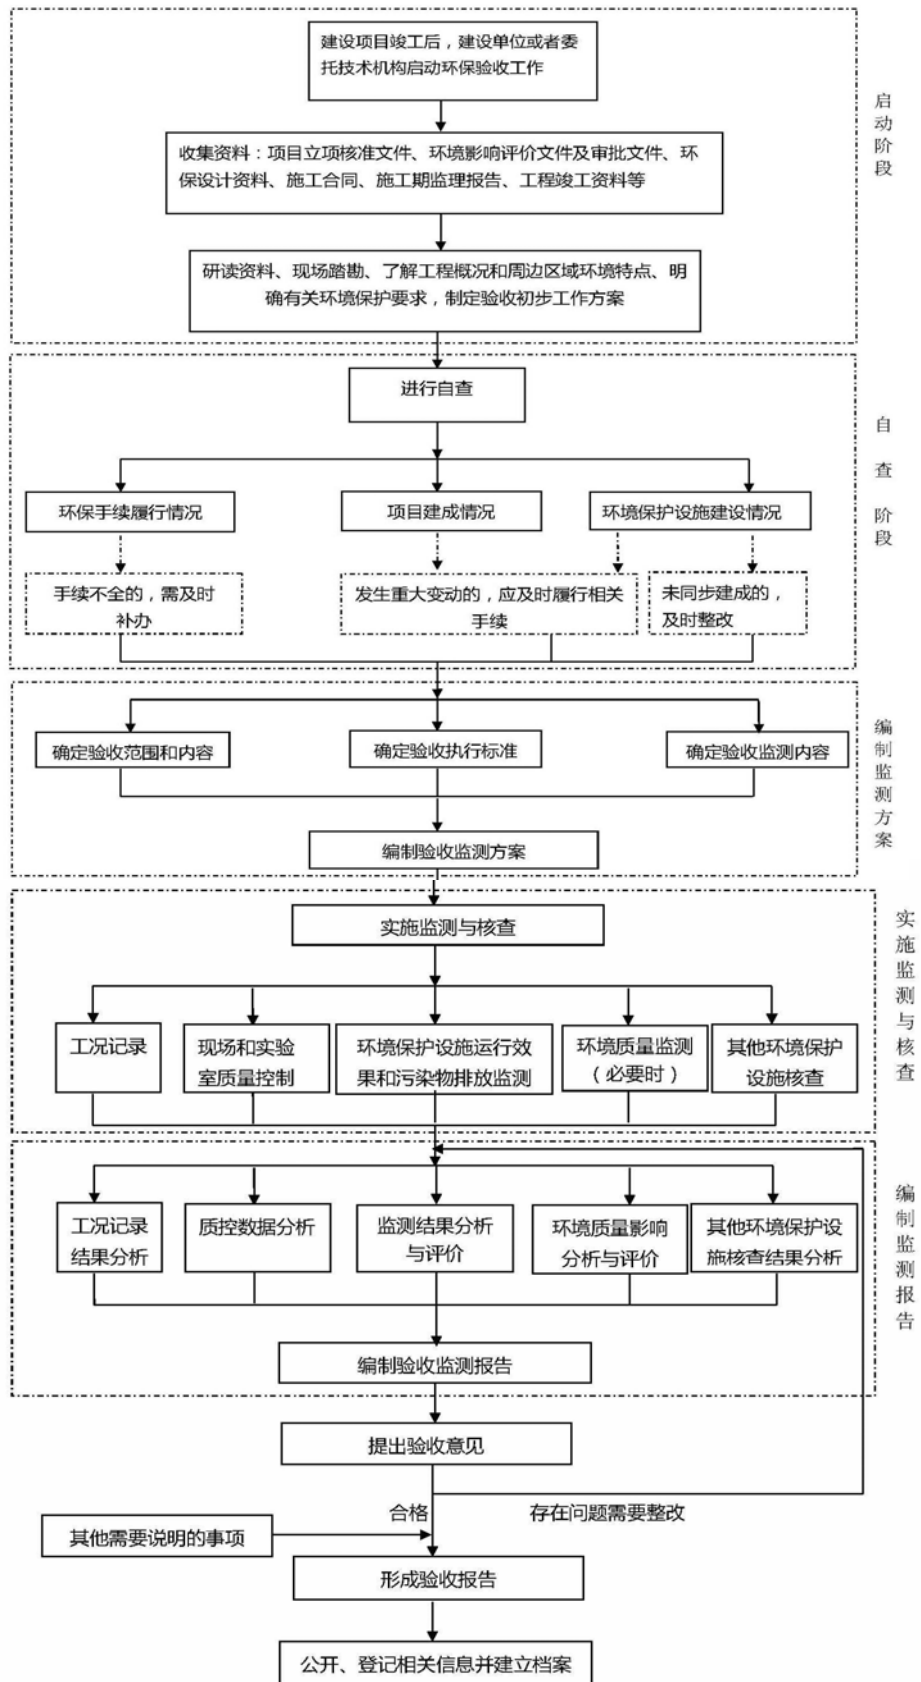 建设项目竣工后，建设单位或者委
托技术机构启动环保验收工作
启动阶段
收集资料：项目立项核准文件、环境影响评价文件及审批文件、环
保设计资料、施工合同、施工期监理报告、工程竣工资料等
研读资料、现场踏勘、了解工程概况和周边区域环境特点、明
确有关环境保护要求，制定验收初步工作方案
进行自查
自查阶段
环保手续履行情况
项目建成情况
环境保护设施建设情况
手续不全的，需及时
补办
发生重大变动的，应及时履行相关
手续
未同步建成的，
及时整改
编制监测方案
确定验收范围和内容
确定验收执行标准
确定验收监测内容
编制验收监测方案
实施监测与核查
实施监测与核查
工况记录
现场和实验
室质量控制
环境保护设施运行效
果和污染物排放监测
环境质量监测
（必要时）
其他环境保护
设施核查
编制监测报告
工况记录
结果分析
质控数据分析
监测结果分析
与评价
环境质量影响
分析与评价
其他环境保护设
施核查结果分析
编制验收监测报告
提出验收意见
合格
存在问题需要整改
其他需要说明的事项
形成验收报告
公开、登记相关信息并建立档案